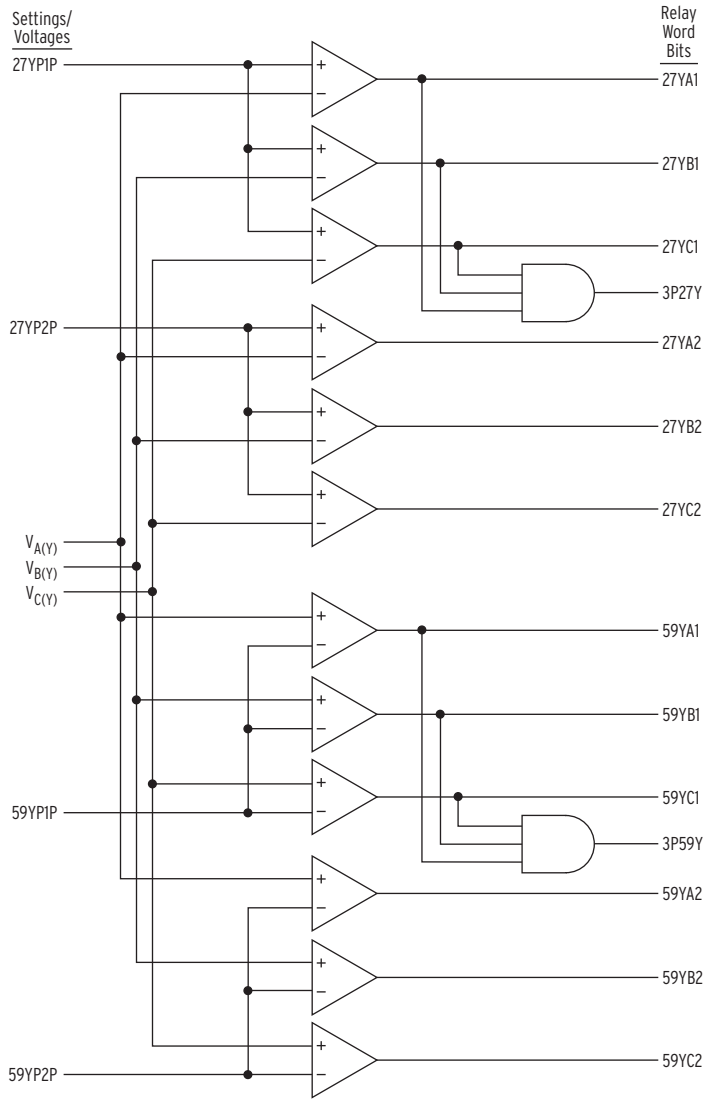 Settings/
Voltages
Relay
Word
Bits
27YP1P
+
−
27YA1
+
−
27YB1
+
−
27YC1
3P27Y
27YP2P
+
−
27YA2
+
−
27YB2
+
−
27YC2
VA(Y)
VB(Y)
VC(Y)
+
−
59YA1
+
−
59YB1
+
−
59YC1
59YP1P
3P59Y
+
−
59YA2
+
−
59YB2
+
−
59YC2
59YP2P